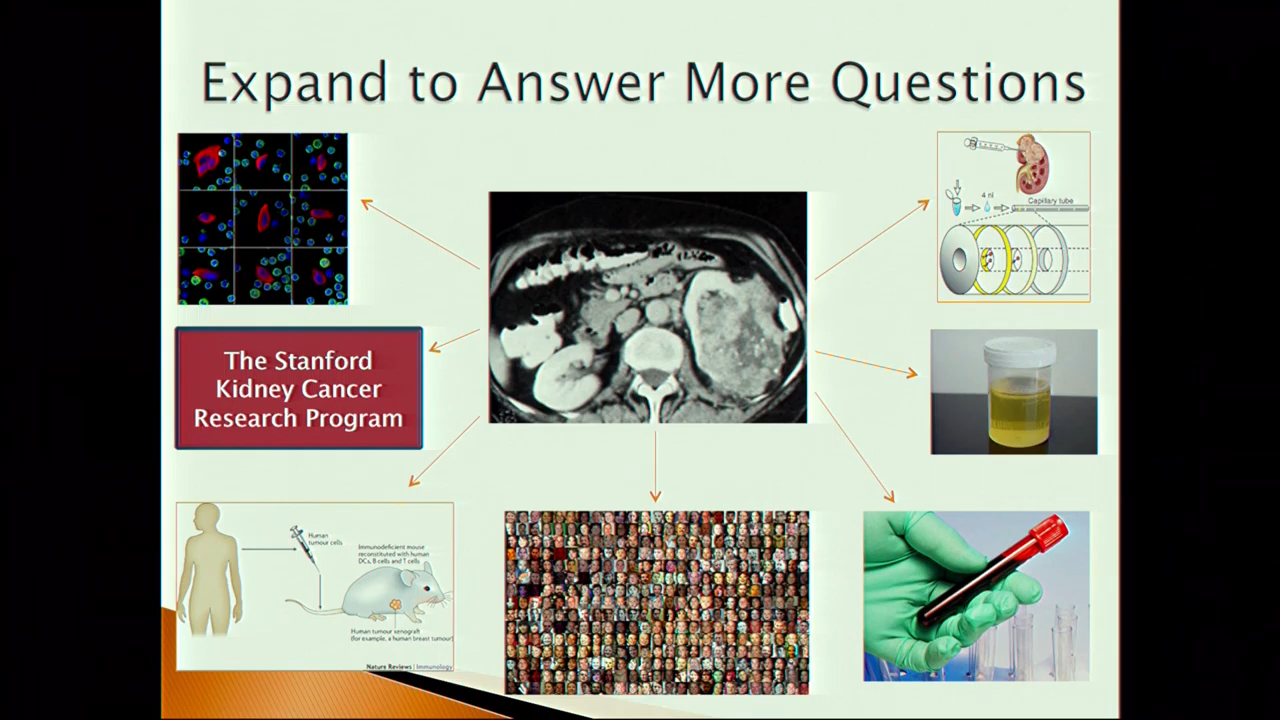 Expand to Answer More Questions
4 nl
Capillary tube
The Stanford
Kidney Cancer
Research Program
Human
tumour cells
Immunodeficient mouse
reconstituted with human
DCs, B cells and T cells
Human tumour xenograft
(for example, a human breast tumour)
Nature Reviews | Immunology